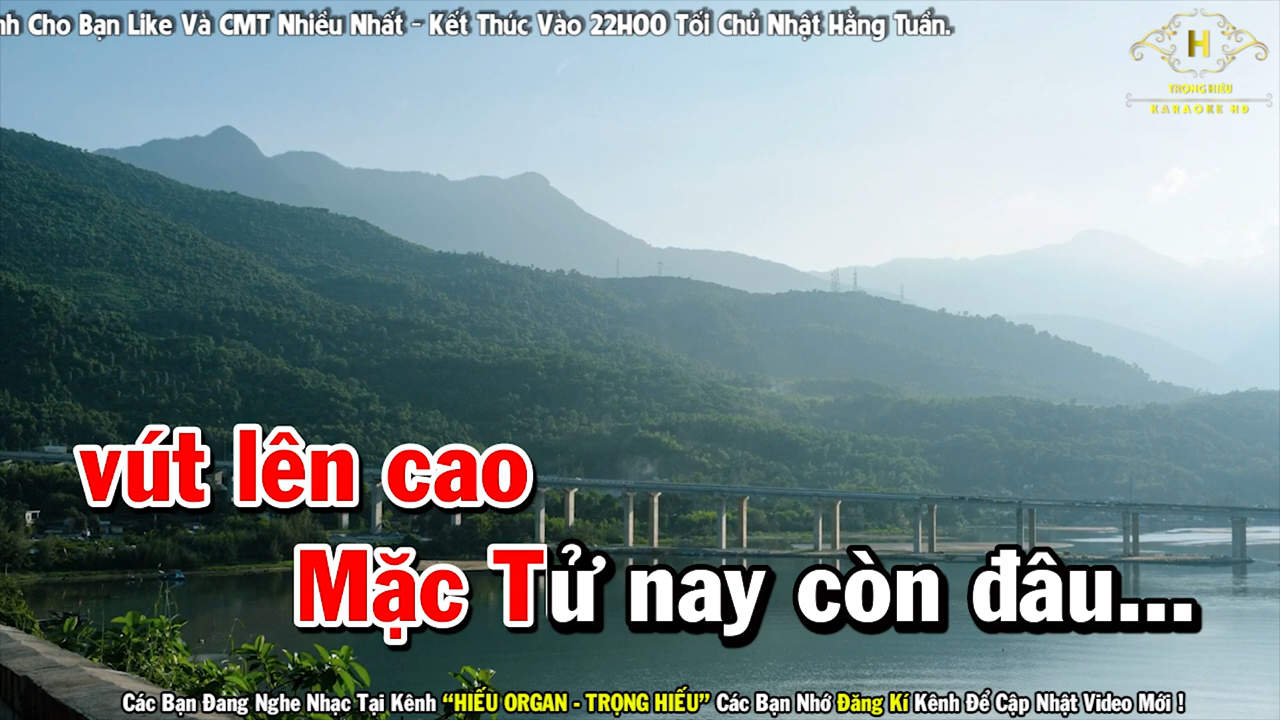 nh Cho Bạn Like Và CMT Nhiều Nhất - Kết Thúc Vào 22H00 Tối Chủ Nhật Hằng Tuần.
H
TRỌNG HIẾU
KARAOKE HD
vút lên cao
Mặc Tử nay còn đâu...
Các Bạn Đang Nghe Nhạc Tại Kênh “HIẾU ORGAN - TRỌNG HIẾU” Các Bạn Nhớ Đăng Kí Kênh Để Cập Nhật Video Mới !